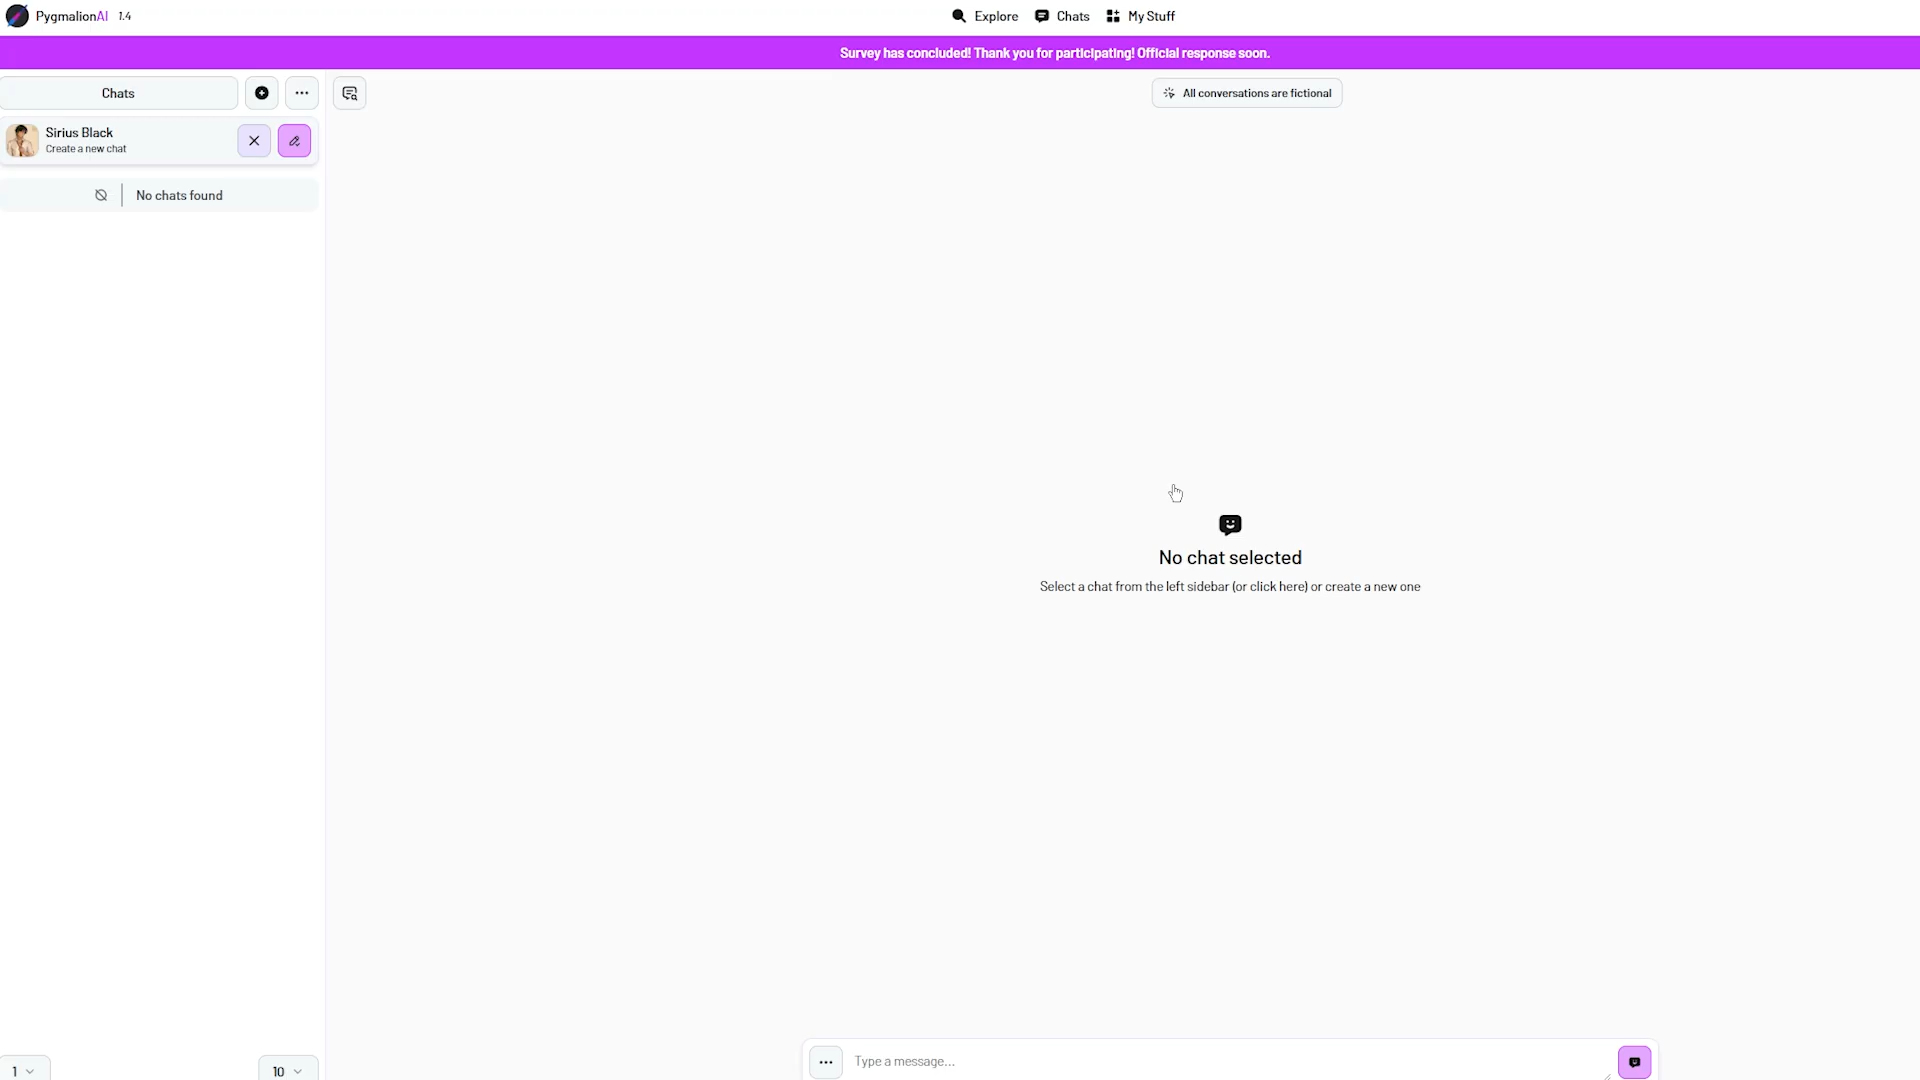 PygmalionAI 1.4
Explore
Chats
My Stuff
Survey has concluded! Thank you for participating! Official response soon.
Chats
All conversations are fictional
Sirius Black
Create a new chat
No chats found
No chat selected
Select a chat from the left sidebar (or click here) or create a new one
Type a message...
1
10